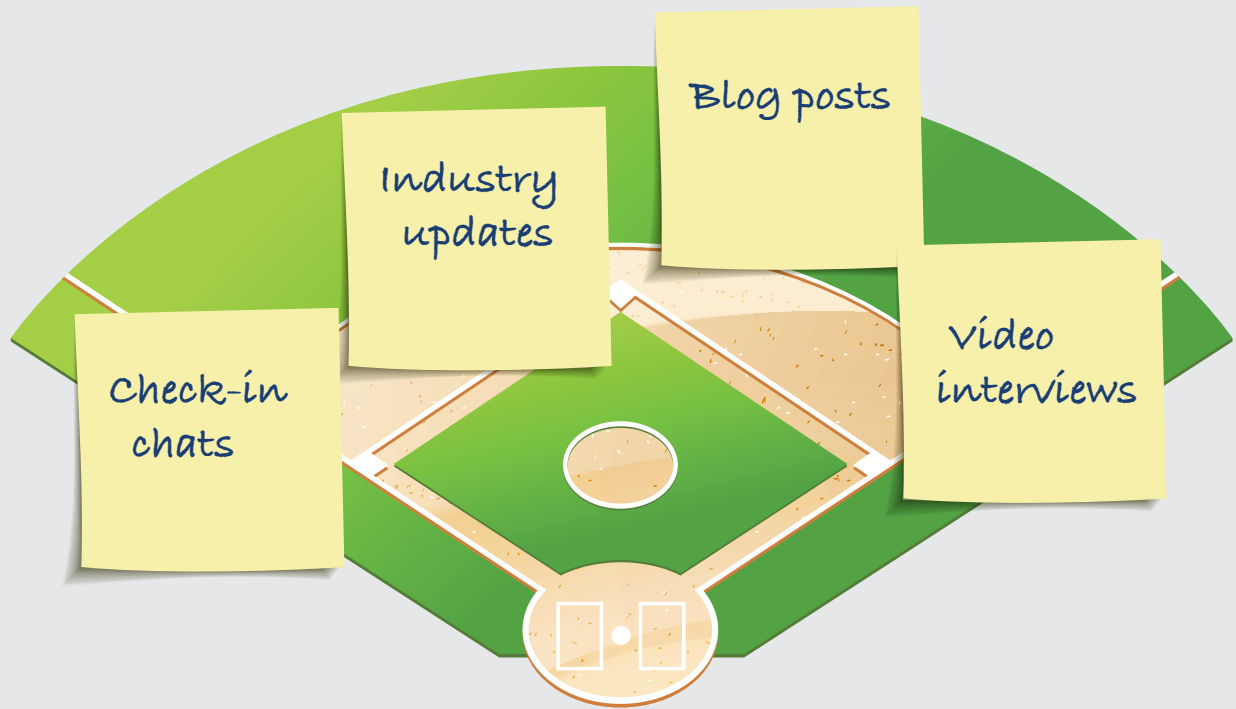 Blog posts
Industry
updates
Video
interviews
Check-in
chats